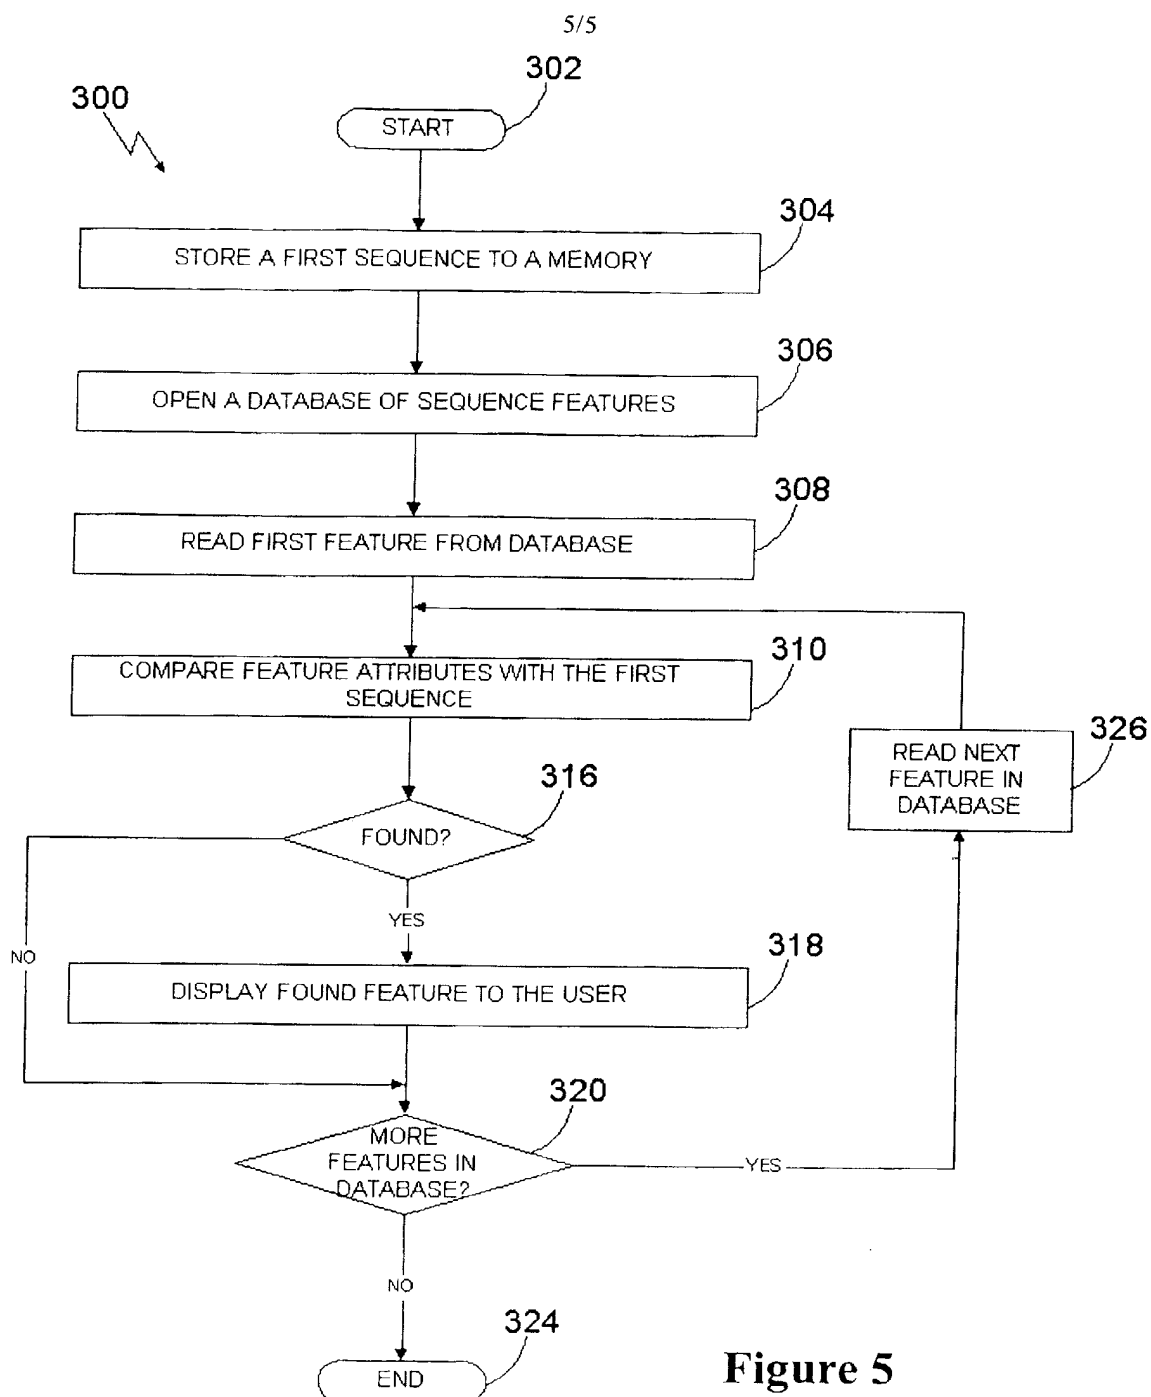 5/5
302
300
START
304
STORE A FIRST SEQUENCE TO A MEMORY
306
OPEN A DATABASE OF SEQUENCE FEATURES
308
READ FIRST FEATURE FROM DATABASE
310
COMPARE FEATURE ATTRIBUTES WITH THE FIRST
SEQUENCE
326
READ NEXT
FEATURE IN
DATABASE
316
FOUND?
YES
NO
318
DISPLAY FOUND FEATURE TO THE USER
320
MORE
FEATURES IN
DATABASE?
YES
NO
324
END
Figure 5